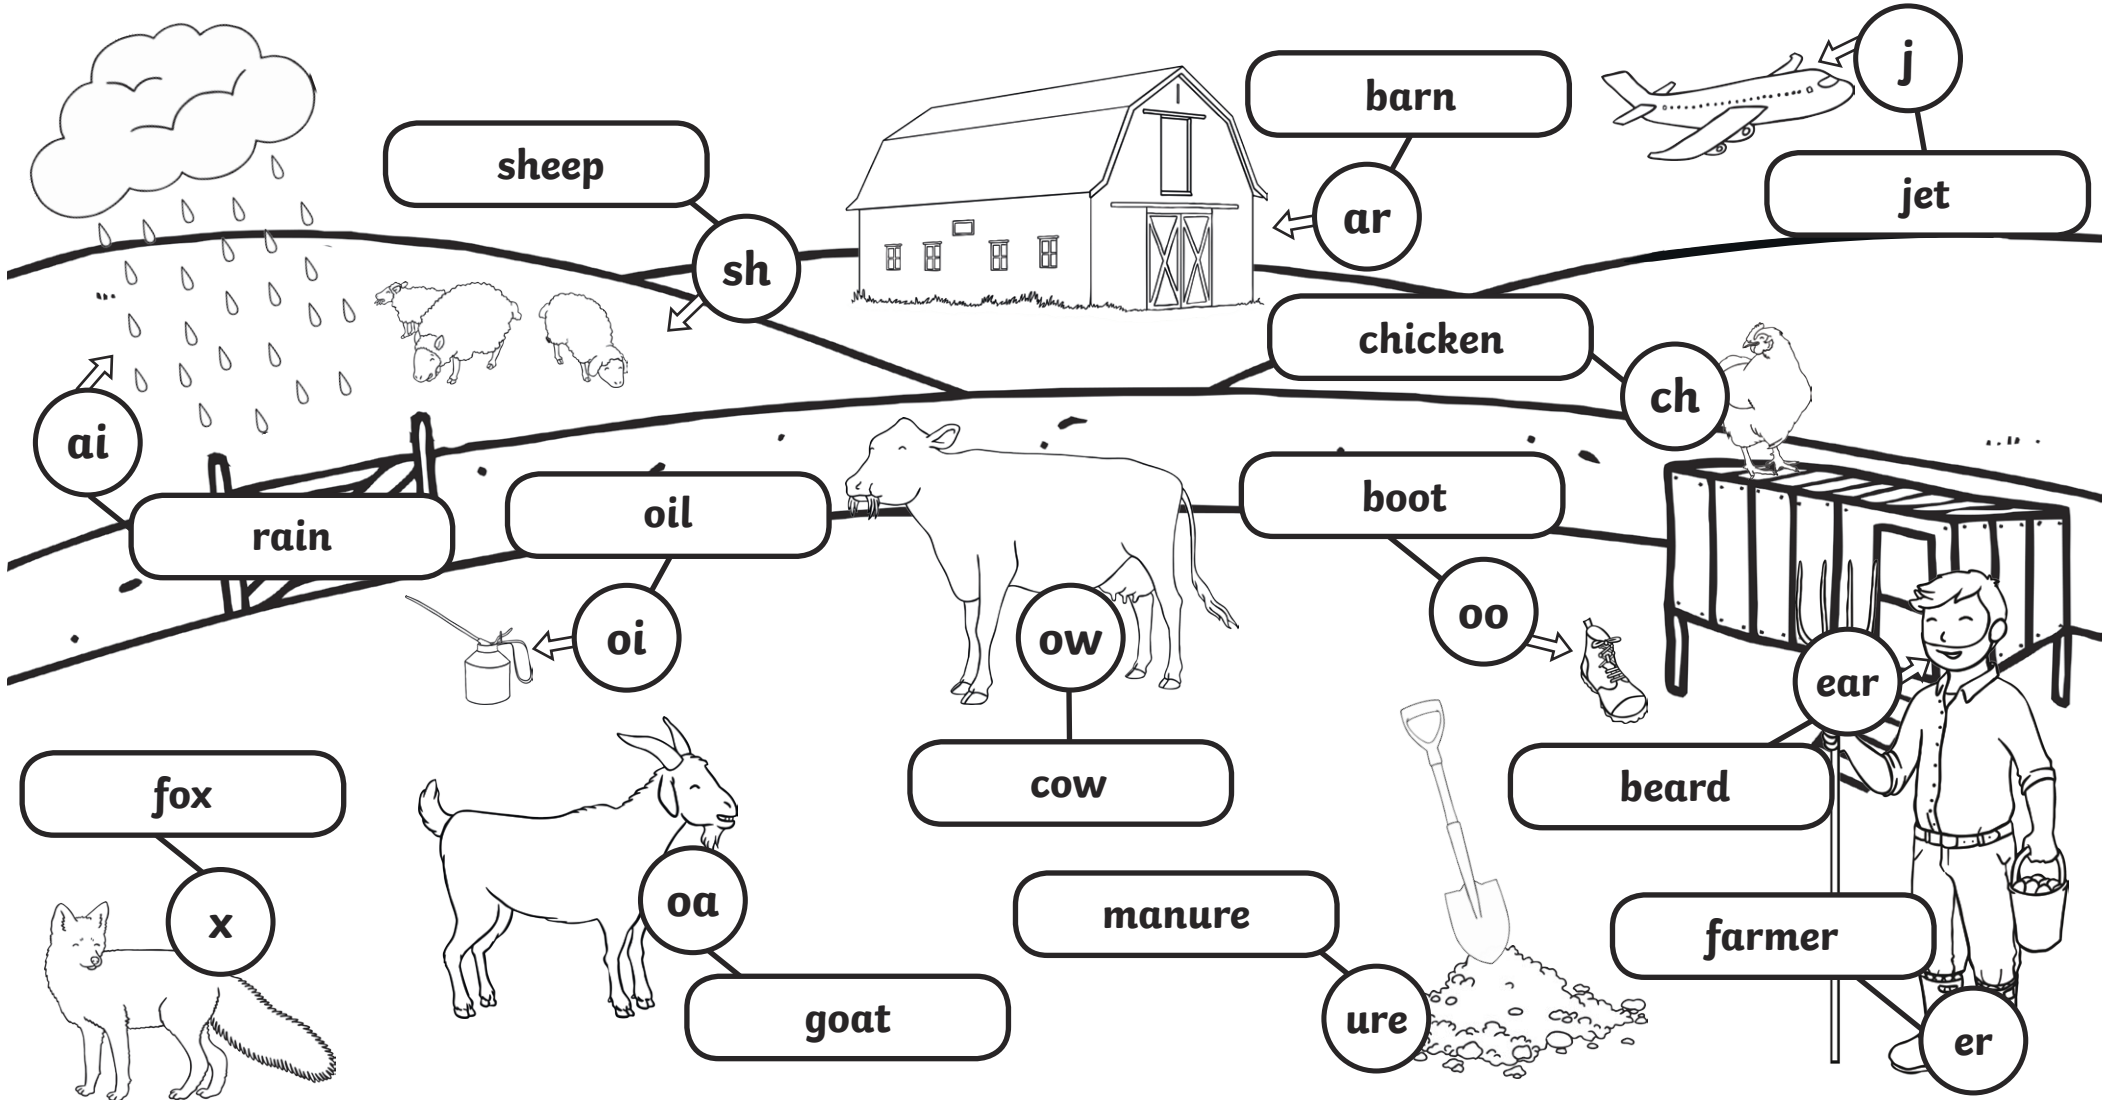 j
barn
sheep
jet
ar
sh
chicken
ch
ai
boot
oil
rain
oo
oi
ow
ear
cow
beard
fox
oa
manure
x
farmer
goat
ure
er